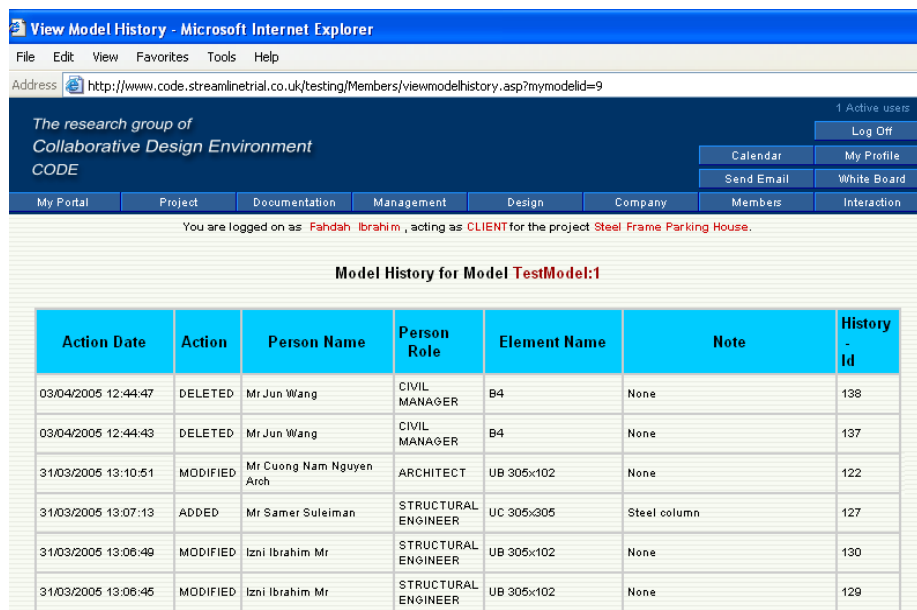 View Model History - Microsoft Internet Explorer
File Edit View Favorites Tools Help
Address http://www.code.streamlinetrial.co.uk/testing/Members/viewmodelhistory.asp?mymodelid=9
1 Active users
The research group of
Collaborative Design Environment
CODE
Log Off
Calendar My Profile
Send Email White Board
My Portal Project Documentation Management Design Company Members Interaction
You are logged on as Fahdah Ibrahim , acting as CLIENT for the project Steel Frame Parking House.
Model History for Model TestModel:1
Action Date Action Person Name Person Role Element Name Note History - Id
03/04/2005 12:44:47 DELETED Mr Jun Wang CIVIL MANAGER B4 None 138
03/04/2005 12:44:43 DELETED Mr Jun Wang CIVIL MANAGER B4 None 137
31/03/2005 13:10:51 MODIFIED Mr Cuong Nam Nguyen Arch ARCHITECT UB 305x102 None 122
31/03/2005 13:07:13 ADDED Mr Samer Suleiman STRUCTURAL ENGINEER UC 305x305 Steel column 127
31/03/2005 13:06:49 MODIFIED Izni Ibrahim Mr STRUCTURAL ENGINEER UB 305x102 None 130
31/03/2005 13:06:45 MODIFIED Izni Ibrahim Mr STRUCTURAL ENGINEER UB 305x102 None 129